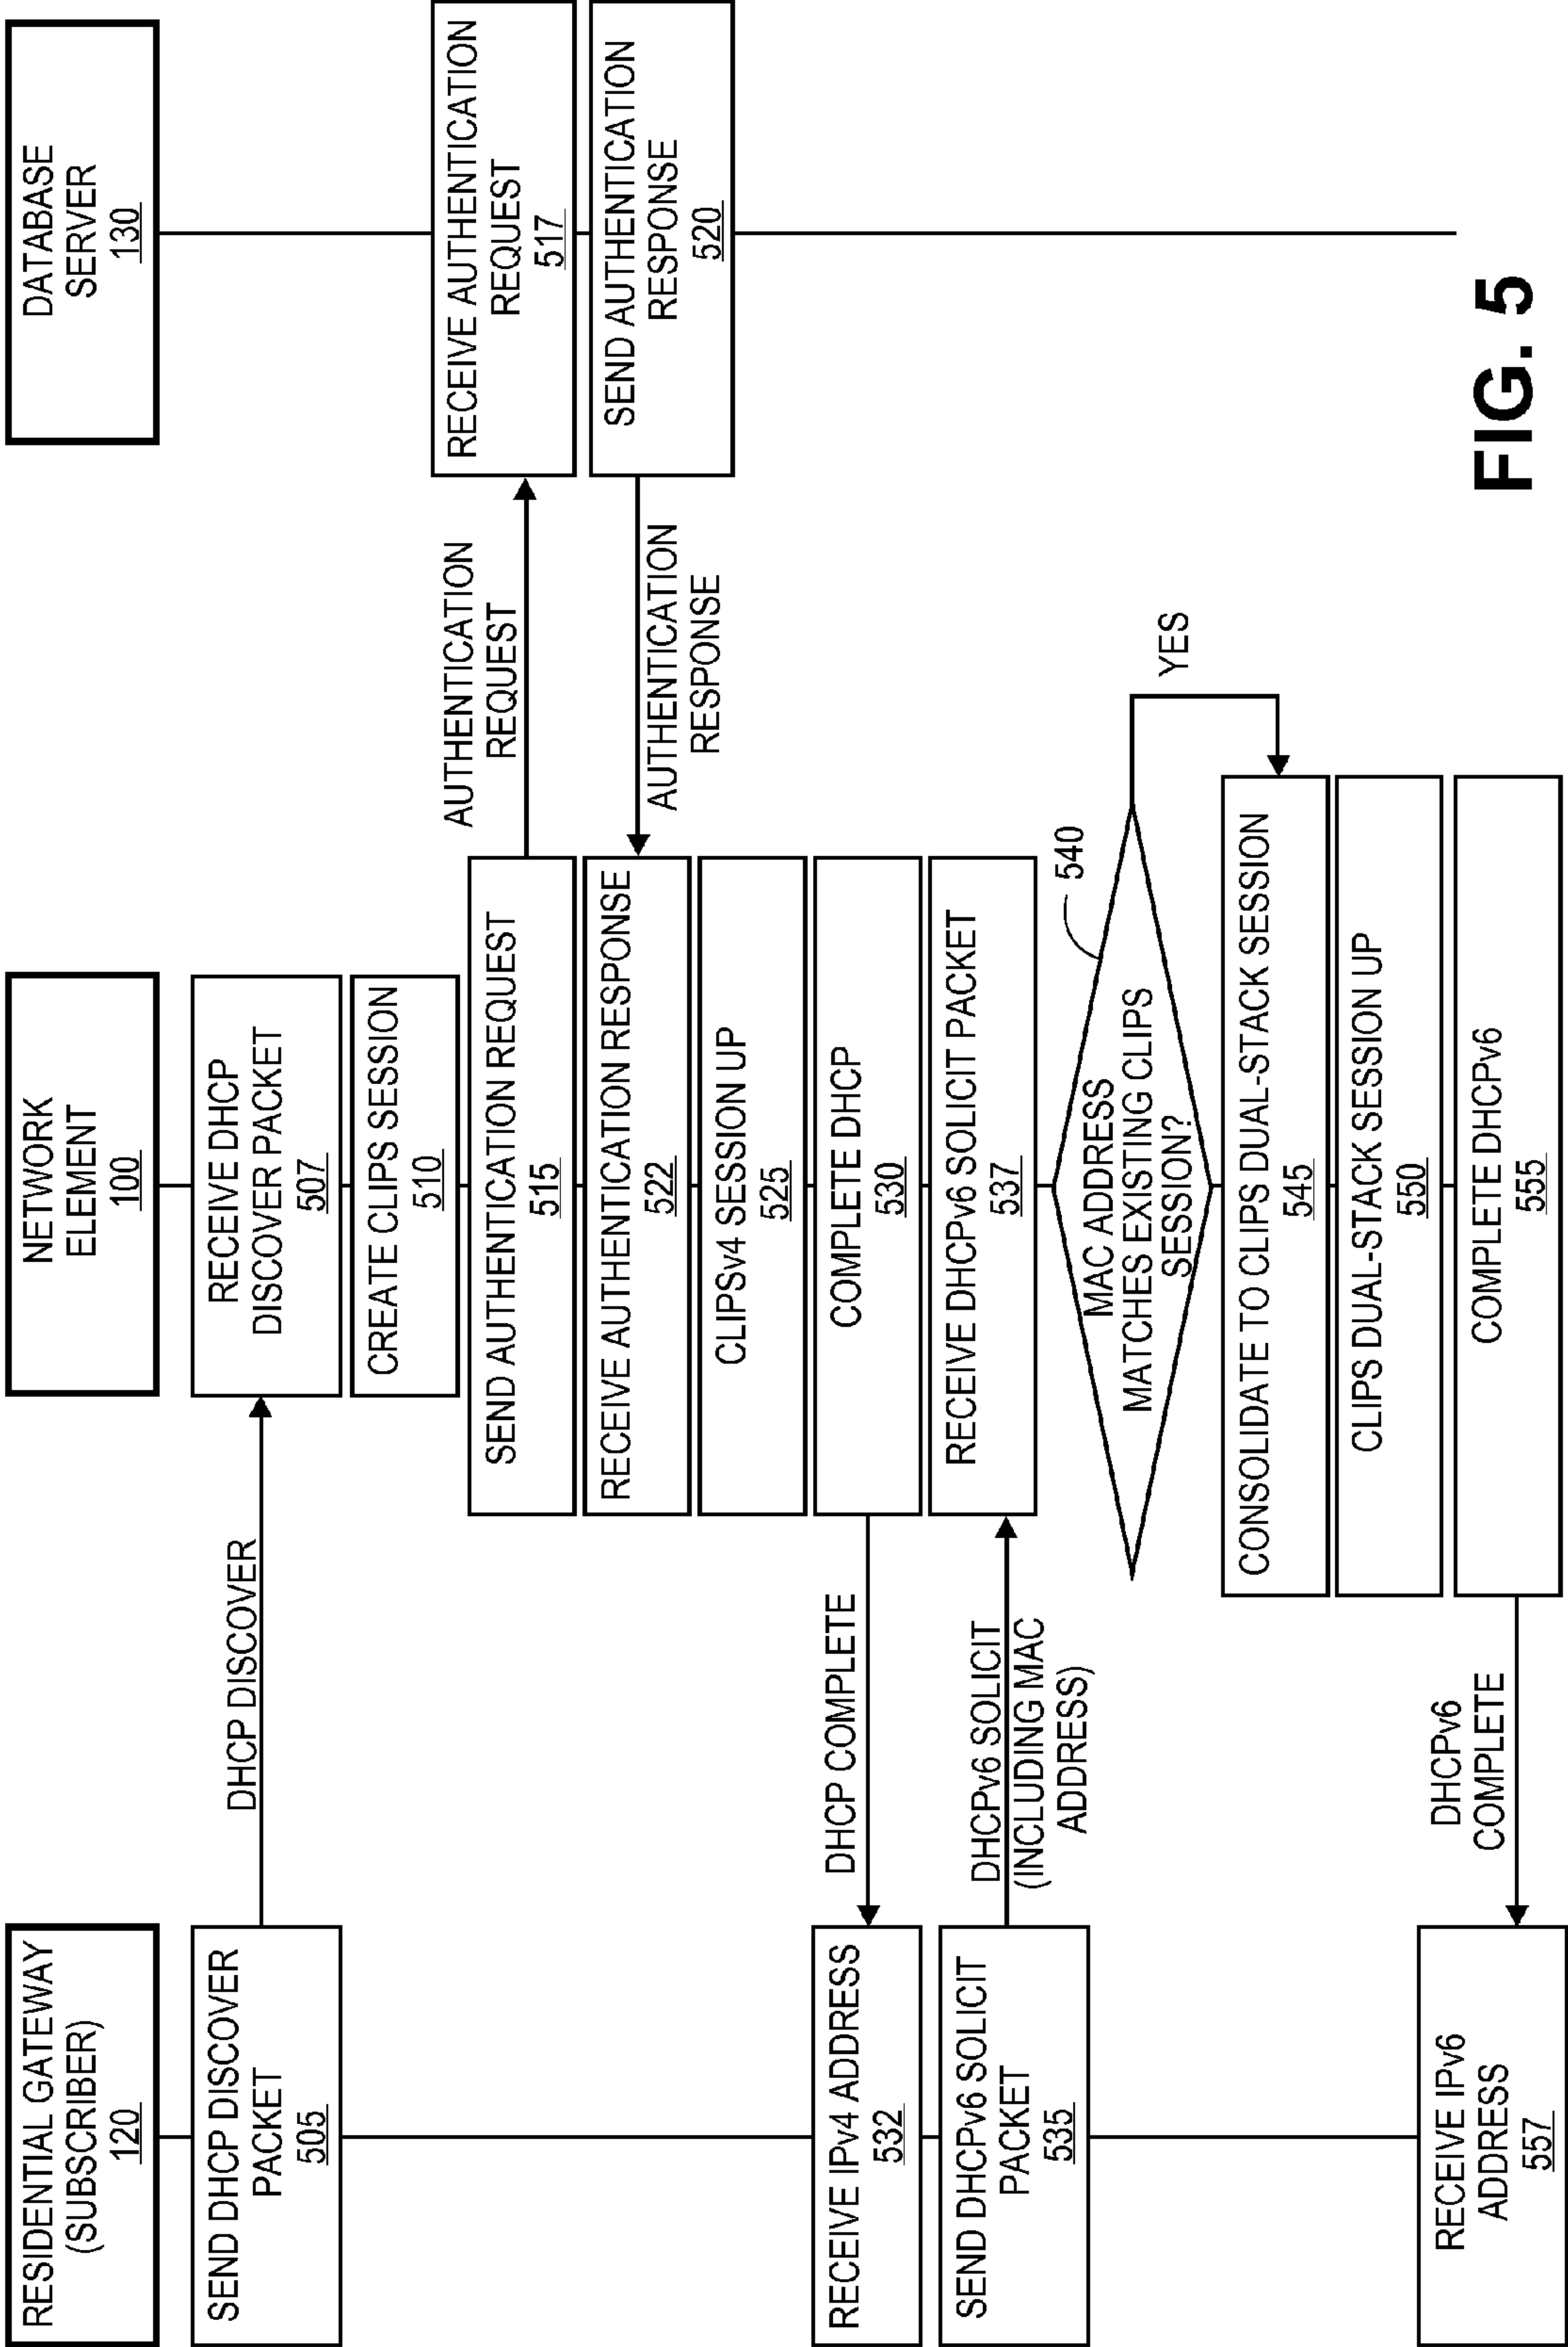 RESIDENTIAL GATEWAY
(SUBSCRIBER)
120
NETWORK
ELEMENT
100
DATABASE
SERVER
130
SEND DHCP DISCOVER
PACKET
505
DHCP DISCOVER
RECEIVE DHCP
DISCOVER PACKET
507
CREATE CLIPS SESSION
510
SEND AUTHENTICATION REQUEST
515
AUTHENTICATION
REQUEST
RECEIVE AUTHENTICATION
REQUEST
517
SEND AUTHENTICATION
RESPONSE
520
AUTHENTICATION
RESPONSE
RECEIVE AUTHENTICATION RESPONSE
522
CLIPSv4 SESSION UP
525
COMPLETE DHCP
530
DHCP COMPLETE
RECEIVE IPv4 ADDRESS
532
SEND DHCPv6 SOLICIT
PACKET
535
DHCPv6 SOLICIT
(INCLUDING MAC
ADDRESS)
RECEIVE DHCPv6 SOLICIT PACKET
537
540
MAC ADDRESS
MATCHES EXISTING CLIPS
SESSION?
YES
CONSOLIDATE TO CLIPS DUAL-STACK SESSION
545
CLIPS DUAL-STACK SESSION UP
550
COMPLETE DHCPv6
555
DHCPv6
COMPLETE
RECEIVE IPv6
ADDRESS
557
FIG. 5